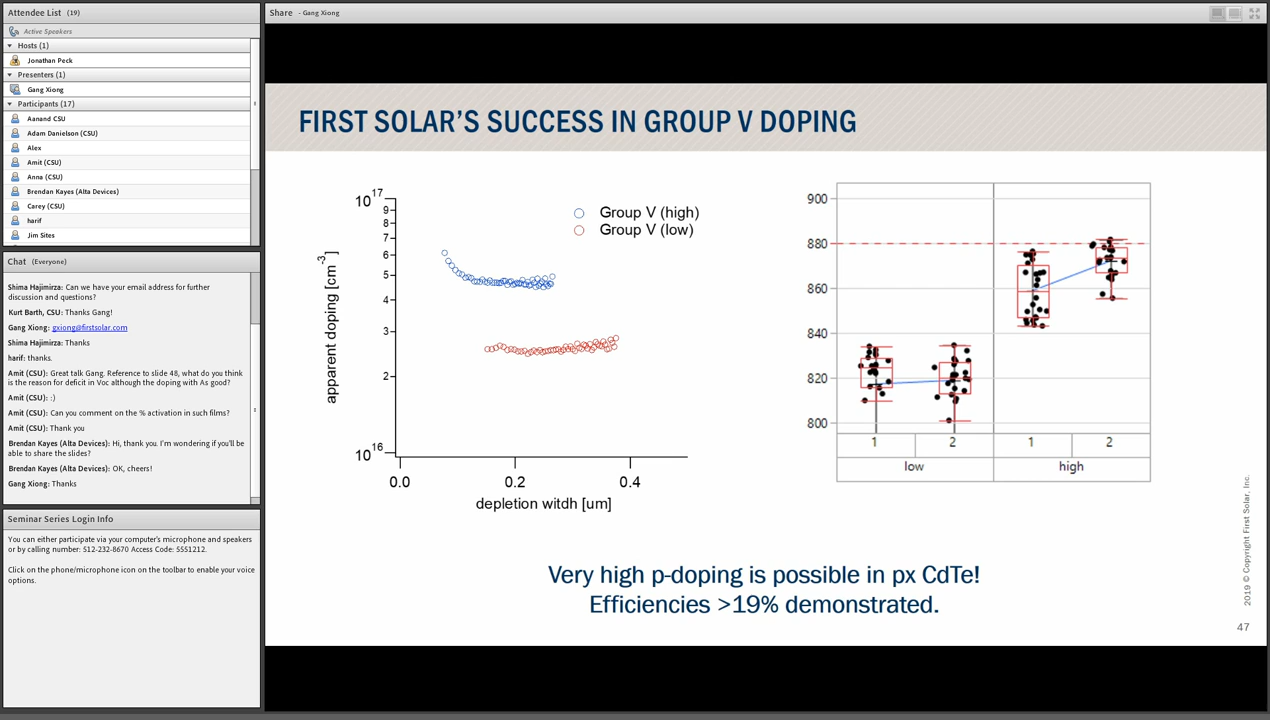 Attendee List (19)
Active Speakers
Hosts (1)
Jonathan Peck
Presenters (1)
Gang Xiong
Participants (17)
Aanand CSU
Adam Danielson (CSU)
Alex
Amit (CSU)
Anna (CSU)
Brendan Kayes (Alta Devices)
Carey (CSU)
harif
Jim Sites
Chat (Everyone)
Shima Hajimirza: Can we have your email address for further
discussion and questions?
Kurt Barth, CSU: Thanks Gang!
Gang Xiong: gxiong@firstsolar.com
Shima Hajimirza: Thanks
harif: thanks.
Amit (CSU): Great talk Gang. Reference to slide 48, what do you think
is the reason for deficit in Voc although the doping with As good?
Amit (CSU): :)
Amit (CSU): Can you comment on the % activation in such films?
Amit (CSU): Thank you
Brendan Kayes (Alta Devices): Hi, thank you. I'm wondering if you'll be
able to share the slides?
Brendan Kayes (Alta Devices): OK, cheers!
Gang Xiong: Thanks
Seminar Series Login Info
You can either participate via your computer's microphone and speakers
or by calling number: 512-232-8670 Access Code: 5551212.
Click on the phone/microphone icon on the toolbar to enable your voice
options.
Share - Gang Xiong
FIRST SOLAR'S SUCCESS IN GROUP V DOPING
10^17
9
8
7
6
5
4
3
2
10^16
apparent doping [cm^-3]
0.0 0.2 0.4
depletion witdh [um]
Group V (high)
Group V (low)
900
880
860
840
820
800
1 2 1 2
low high
Very high p-doping is possible in px CdTe!
Efficiencies >19% demonstrated.
2019 © Copyright First Solar, Inc.
47